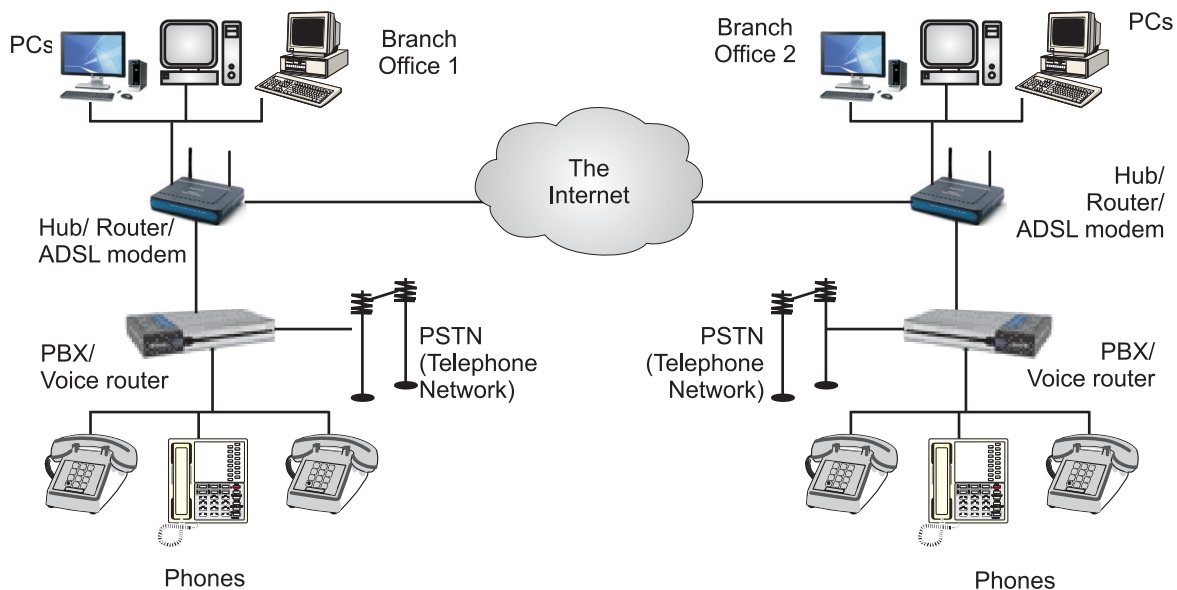 PCs
Branch
Office 1
Branch
Office 2
PCs
The
Internet
Hub/ Router/
ADSL modem
Hub/
Router/
ADSL modem
PBX/
Voice router
PSTN
(Telephone
Network)
PSTN
(Telephone
Network)
PBX/
Voice router
Phones
Phones